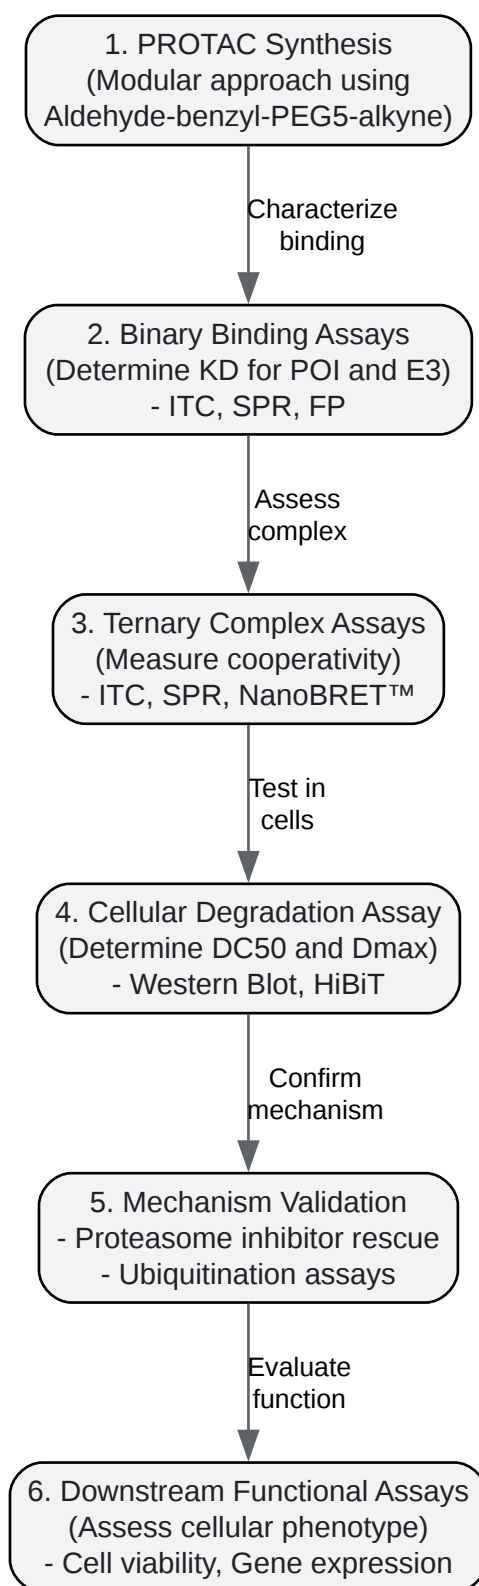 1. PROTAC Synthesis
(Modular approach using
Aldehyde-benzyl-PEG5-alkyne)
Characterize
binding
2. Binary Binding Assays
(Determine KD for POI and E3)
- ITC, SPR, FP
Assess
complex
3. Ternary Complex Assays
(Measure cooperativity)
- ITC, SPR, NanoBRET™
Test in
cells
4. Cellular Degradation Assay
(Determine DC50 and Dmax)
- Western Blot, HiBiT
Confirm
mechanism
5. Mechanism Validation
- Proteasome inhibitor rescue
- Ubiquitination assays
Evaluate
function
6. Downstream Functional Assays
(Assess cellular phenotype)
- Cell viability, Gene expression